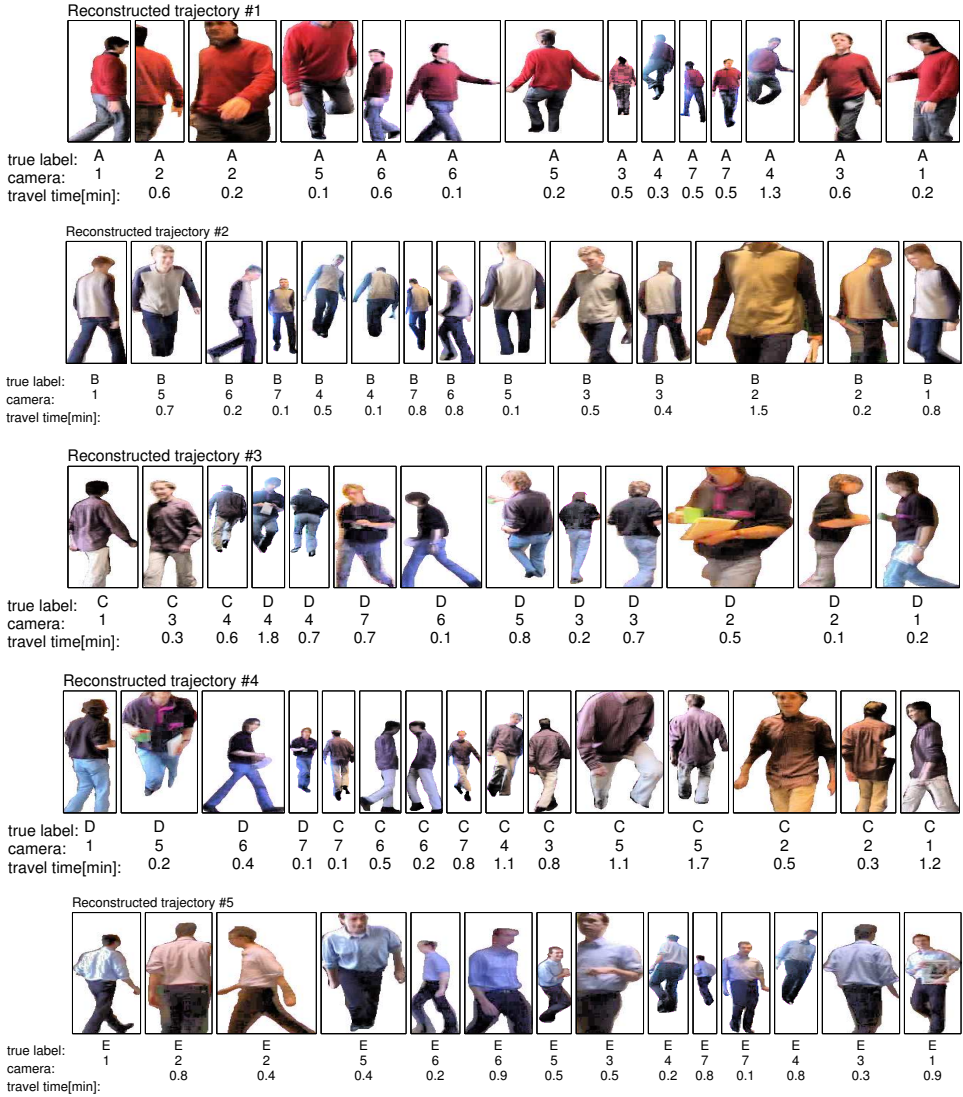 Reconstructed trajectory #1
true label: A A A A A A A A A A A A A A
camera: 1 2 2 5 6 6 5 3 4 7 7 4 3 1
travel time[min]: 0.6 0.2 0.1 0.6 0.1 0.2 0.5 0.3 0.5 0.5 1.3 0.6 0.2
Reconstructed trajectory #2
true label: B B B B B B B B B B B B B B
camera: 1 5 6 7 4 4 7 6 5 3 3 2 2 1
travel time[min]: 0.7 0.2 0.1 0.5 0.1 0.8 0.8 0.1 0.5 0.4 1.5 0.2 0.8
Reconstructed trajectory #3
true label: C C C D D D D D D D D D D
camera: 1 3 4 4 4 7 6 5 3 3 2 2 1
travel time[min]: 0.3 0.6 1.8 0.7 0.7 0.1 0.8 0.2 0.7 0.5 0.1 0.2
Reconstructed trajectory #4
true label: D D D D C C C C C C C C C C C
camera: 1 5 6 7 7 6 6 7 4 3 5 5 2 2 1
travel time[min]: 0.2 0.4 0.1 0.1 0.5 0.2 0.8 1.1 0.8 1.1 1.7 0.5 0.3 1.2
Reconstructed trajectory #5
true label: E E E E E E E E E E E E E E
camera: 1 2 2 5 6 6 5 3 4 7 7 4 3 1
travel time[min]: 0.8 0.4 0.4 0.2 0.9 0.5 0.5 0.2 0.8 0.1 0.8 0.3 0.9